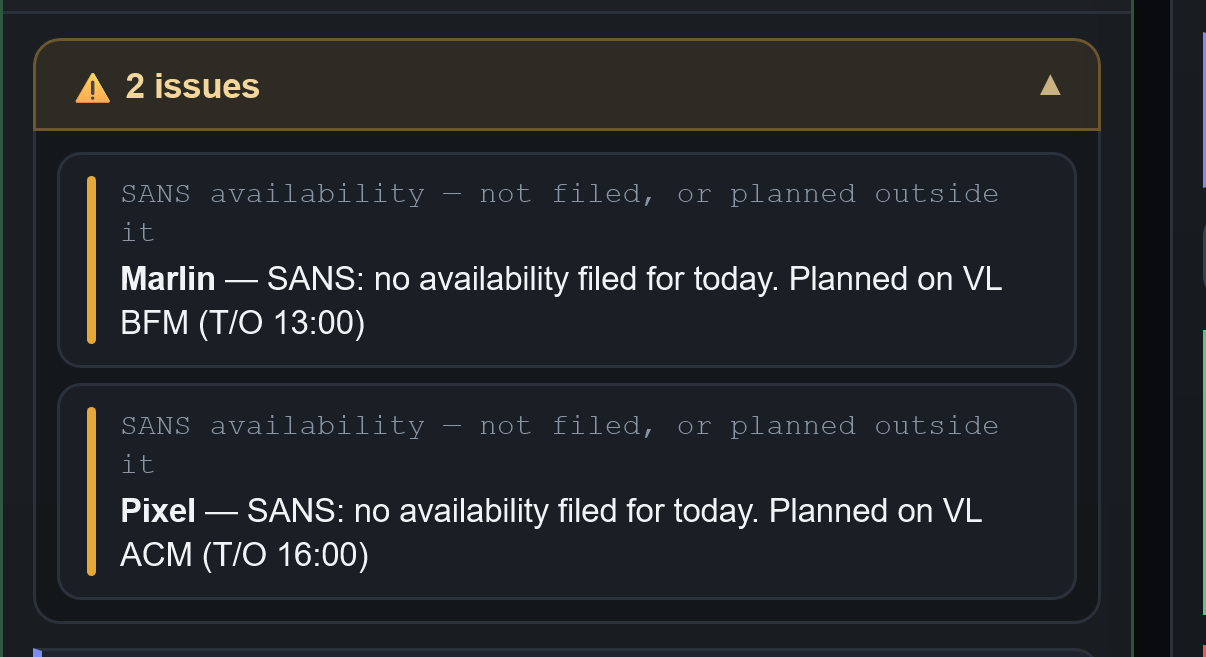 2 issues
SANS availability — not filed, or planned outside
it
Marlin — SANS: no availability filed for today. Planned on VL
BFM (T/O 13:00)
SANS availability — not filed, or planned outside
it
Pixel — SANS: no availability filed for today. Planned on VL
ACM (T/O 16:00)